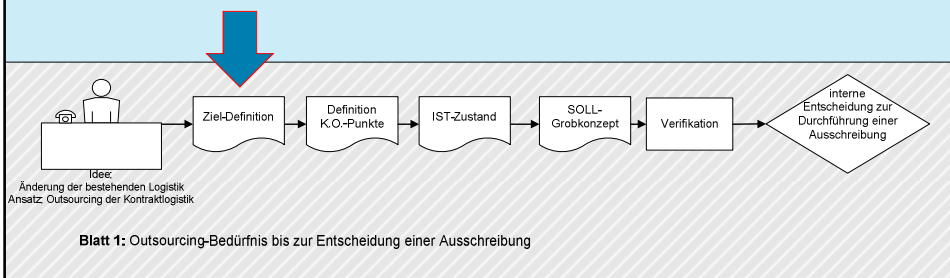 Ziel-Definition
Definition
K.O.-Punkte
IST-Zustand
SOLL-
Grobkonzept
Verifikation
interne
Entscheidung zur
Durchführung einer
Ausschreibung
Idee:
Änderung der bestehenden Logistik
Ansatz: Outsourcing der Kontraktlogistik
Blatt 1: Outsourcing-Bedürfnis bis zur Entscheidung einer Ausschreibung